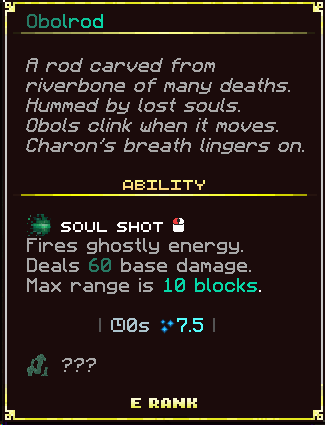 Obolrod
A rod carved from
riverbone of many deaths.
Hummed by lost souls.
Obols clink when it moves.
Charon's breath lingers on.
ABILITY
SOUL SHOT
Fires ghostly energy.
Deals 60 base damage.
Max range is 10 blocks.
| 0s 7.5 |
???
E RANK